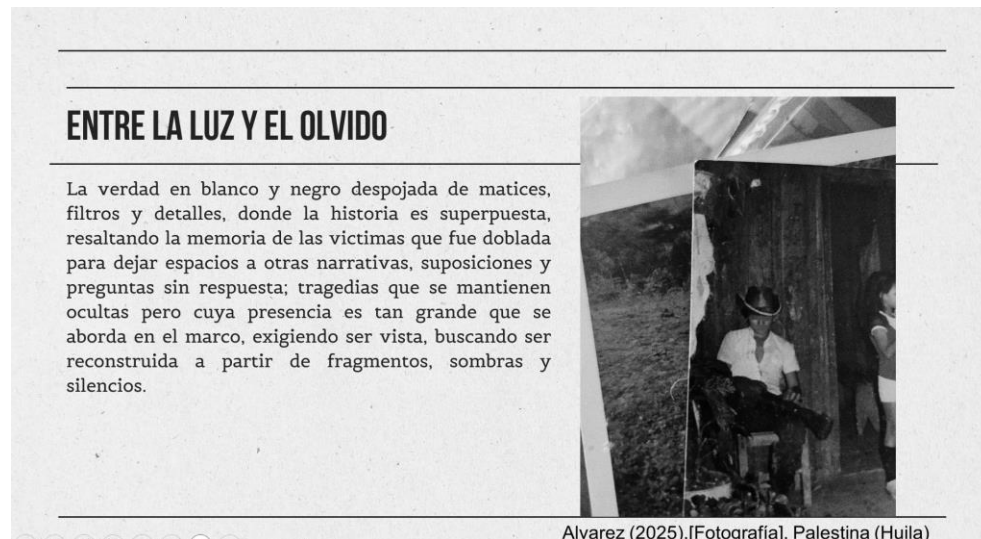 ENTRE LA LUZ Y EL OLVIDO
La verdad en blanco y negro despojada de matices,
filtros y detalles, donde la historia es superpuesta,
resaltando la memoria de las victimas que fue doblada
para dejar espacios a otras narrativas, suposiciones y
preguntas sin respuesta; tragedias que se mantienen
ocultas pero cuya presencia es tan grande que se
aborda en el marco, exigiendo ser vista, buscando ser
reconstruida a partir de fragmentos, sombras y
silencios.
Alvarez (2025).[Fotografía]. Palestina (Huila)